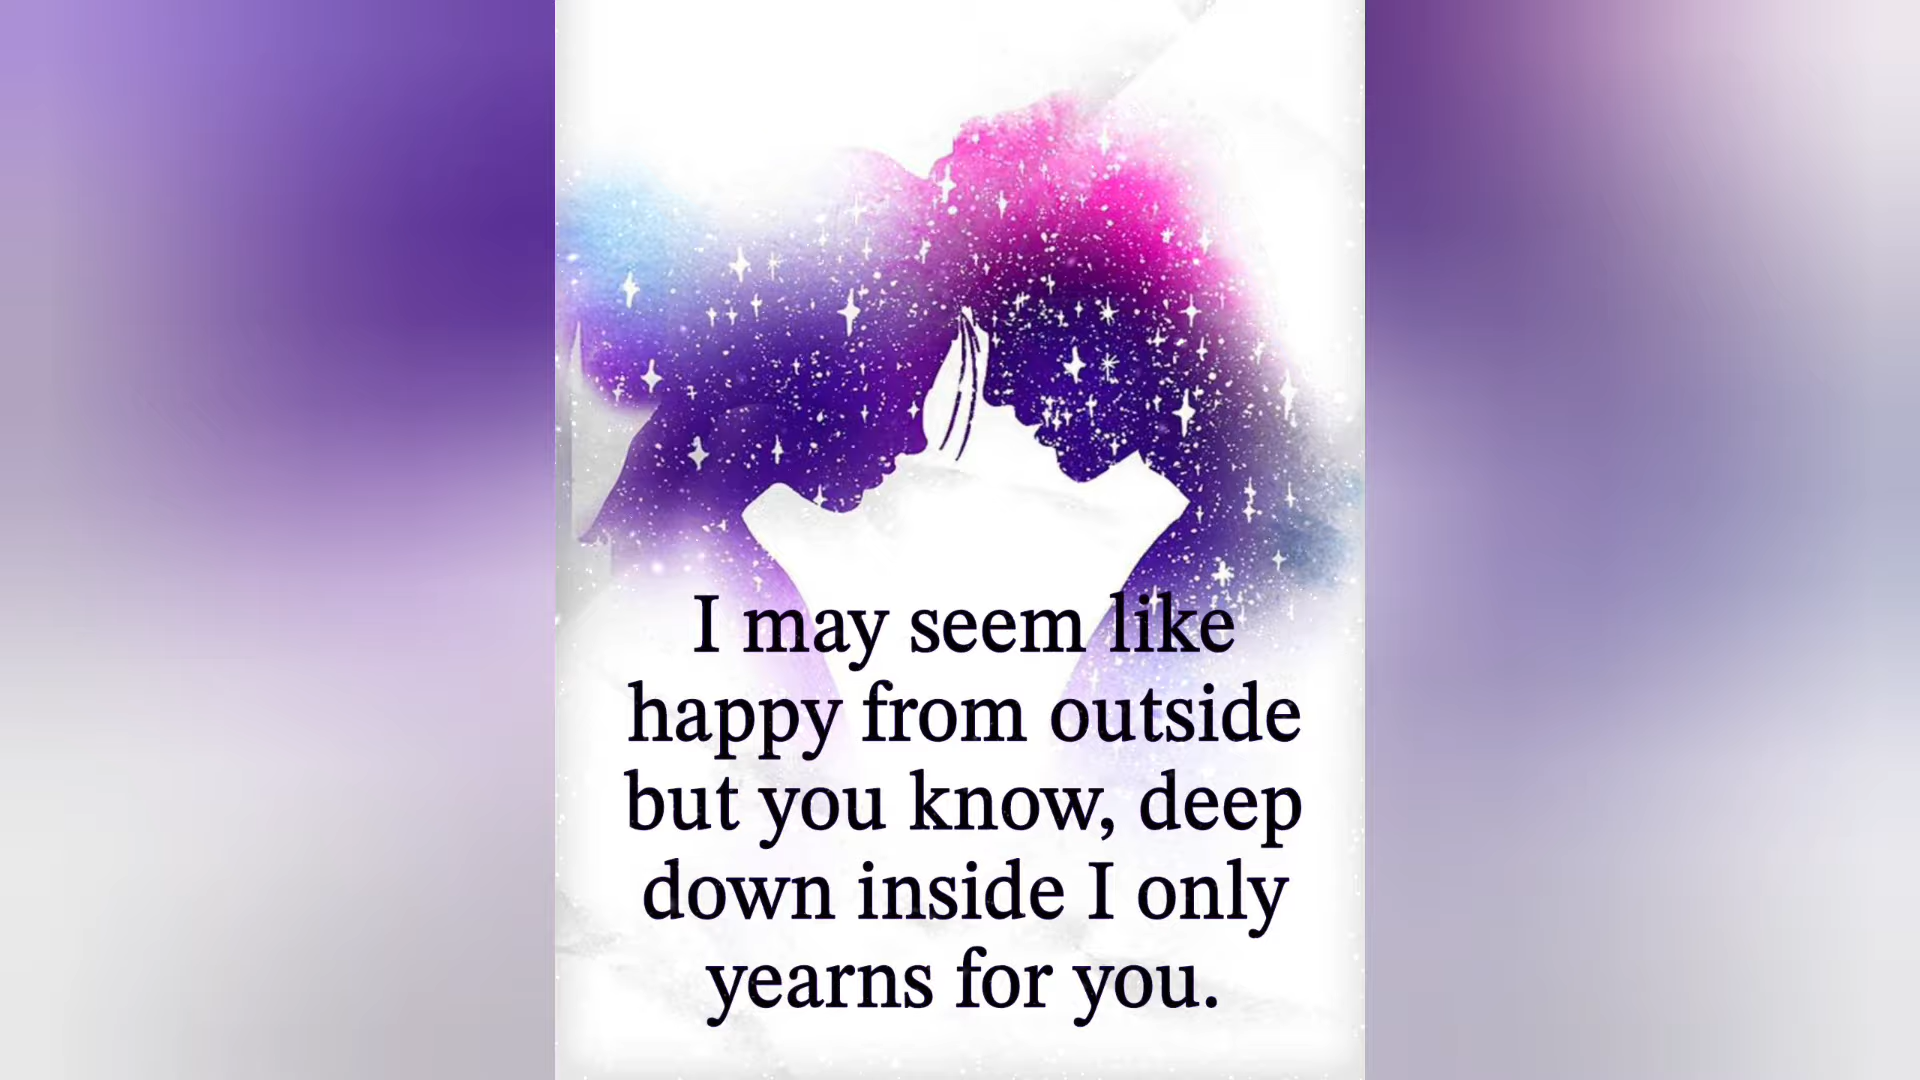 I may seem like
happy from outside
but you know, deep
down inside I only
yearns for you.